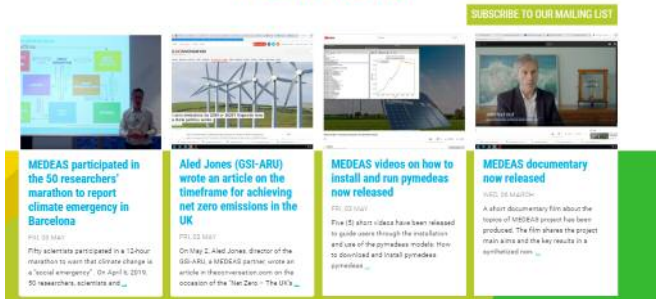 SUBSCRIBE TO OUR MAILING LIST
MEDEAS participated in
the 50 researchers'
marathon to report
climate emergency in
Barcelona
FRI, 03 MAY
Fifty scientists participated in a 12-hour
marathon to warn that climate change is
a "social emergency". On April 6, 2019,
50 researchers, scientists and ...
Aled Jones (GSI-ARU)
wrote an article on the
timeframe for achieving
net zero emissions in the
UK
FRI, 03 MAY
On May 2, Aled Jones, director of the
GSI-ARU, a MEDEAS partner, wrote an
article in theconversation.com on the
occasion of the "Net Zero – The UK's ...
MEDEAS videos on how to
install and run pymedeas
now released
FRI, 03 MAY
Five (5) short videos have been released
to guide users through the installation
and use of the pymedeas models: How
to download and install pymedeas
pymedeas ...
MEDEAS documentary
now released
WED, 06 MARCH
A short documentary film about the
topics of MEDEAS project has been
produced. The film shares the project
main aims and the key results in a
synthetized non- ...